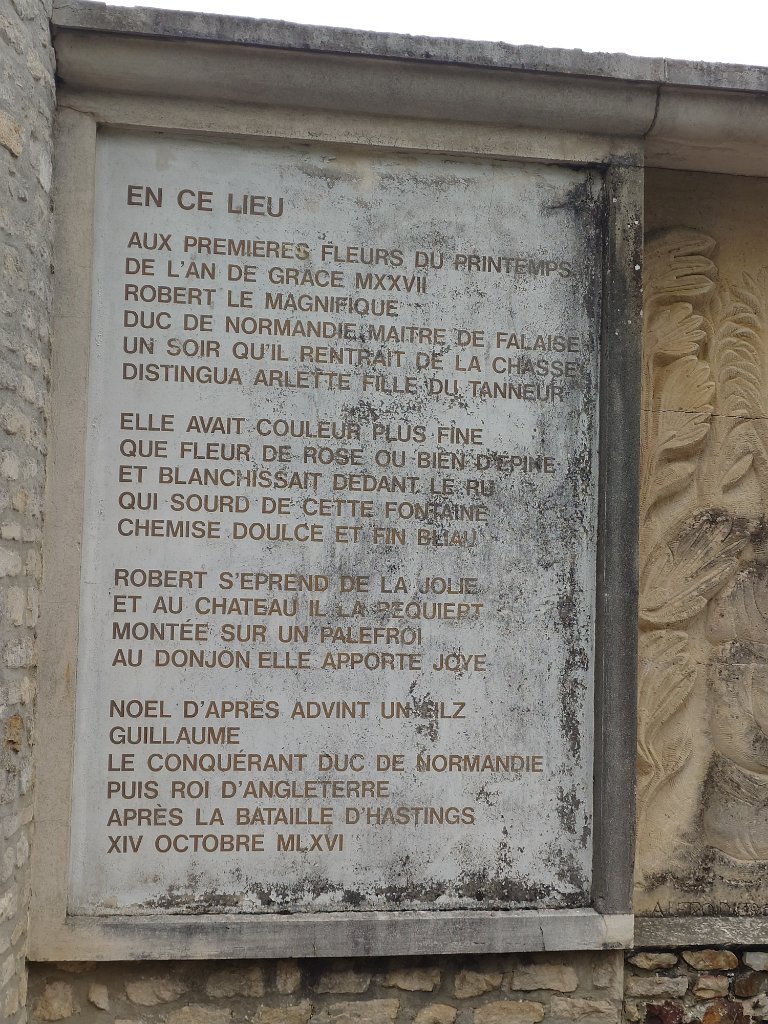 EN CE LIEU
AUX PREMIÈRES FLEURS DU PRINTEMPS
DE L'AN DE GRACE MXXVII
ROBERT LE MAGNIFIQUE
DUC DE NORMANDIE MAITRE DE FALAISE
UN SOIR QU'IL RENTRAIT DE LA CHASSE
DISTINGUA ARLETTE FILLE DU TANNEUR
ELLE AVAIT COULEUR PLUS FINE
QUE FLEUR DE ROSE OU BIEN D'EPINE
ET BLANCHISSAIT DEDANT LE RU
QUI SOURD DE CETTE FONTAINE
CHEMISE DOULCE ET FIN BLIAU
ROBERT S'EPREND DE LA JOLIE
ET AU CHATEAU IL LA REQUIERT
MONTÉE SUR UN PALEFROI
AU DONJON ELLE APPORTE JOYE
NOEL D'APRES ADVINT UN FILZ
GUILLAUME
LE CONQUÉRANT DUC DE NORMANDIE
PUIS ROI D'ANGLETERRE
APRÈS LA BATAILLE D'HASTINGS
XIV OCTOBRE MLXVI